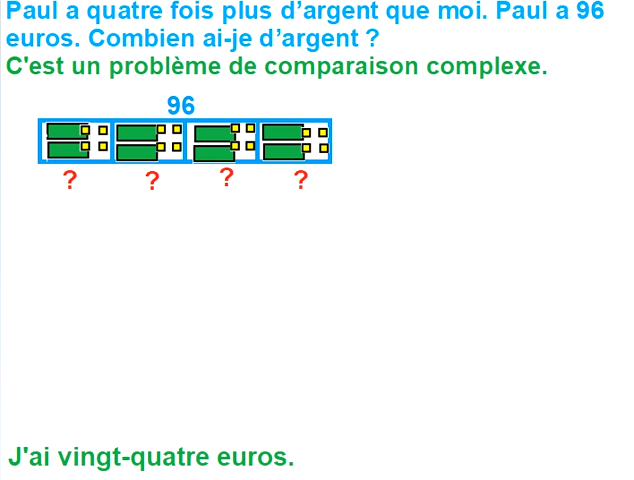 Paul a quatre fois plus d’argent que moi. Paul a 96
euros. Combien ai-je d’argent ?
C'est un problème de comparaison complexe.
96
? ? ? ?
J'ai vingt-quatre euros.